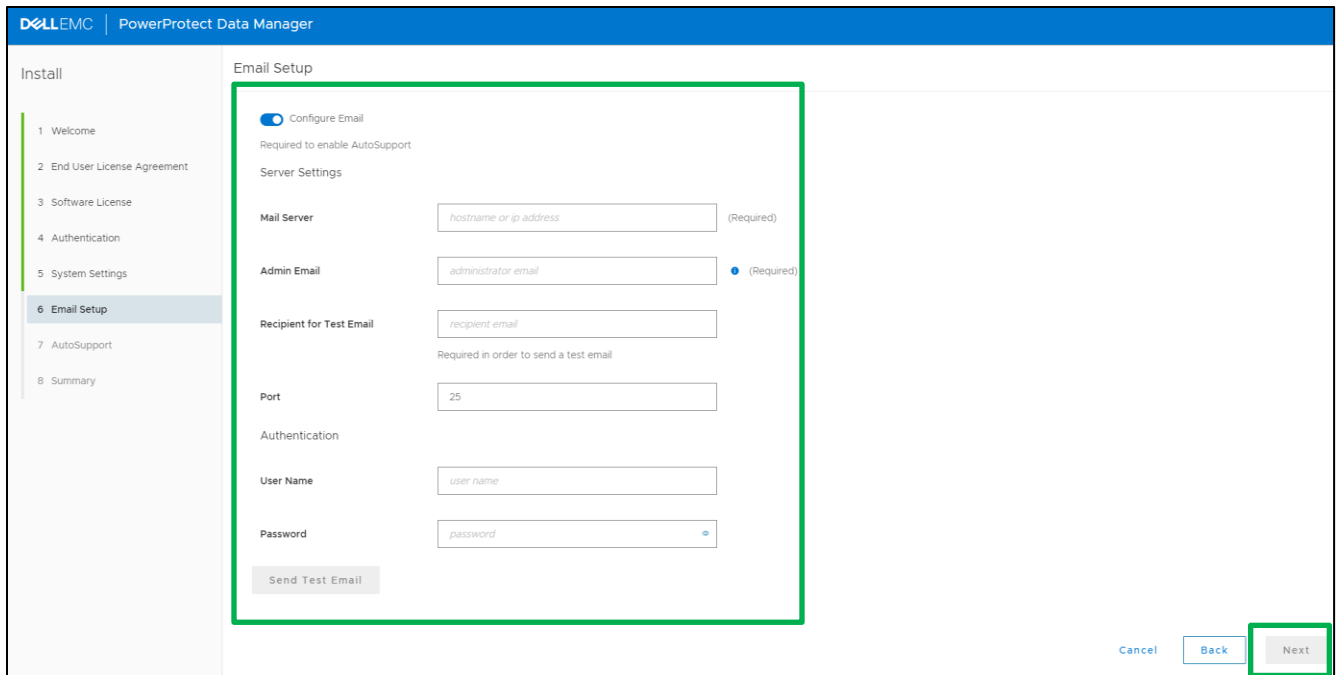 DELLEMC | PowerProtect Data Manager
Install
1 Welcome
2 End User License Agreement
3 Software License
4 Authentication
5 System Settings
6 Email Setup
7 AutoSupport
8 Summary
Email Setup
Configure Email
Required to enable AutoSupport
Server Settings
Mail Server hostname or ip address (Required)
Admin Email administrator email (Required)
Recipient for Test Email recipient email
Required in order to send a test email
Port 25
Authentication
User Name user name
Password password
Send Test Email
Cancel Back Next